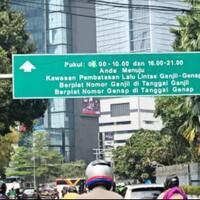 Pukul: 06.00 - 10.00 dan 16.00-21.00
Anda Menuju
Kawasan Pembatasan Lalu Lintas Ganjil-Genap
Berplat Nomor Ganjil di Tanggal Ganjil
Berplat Nomor Genap di Tanggal Genap